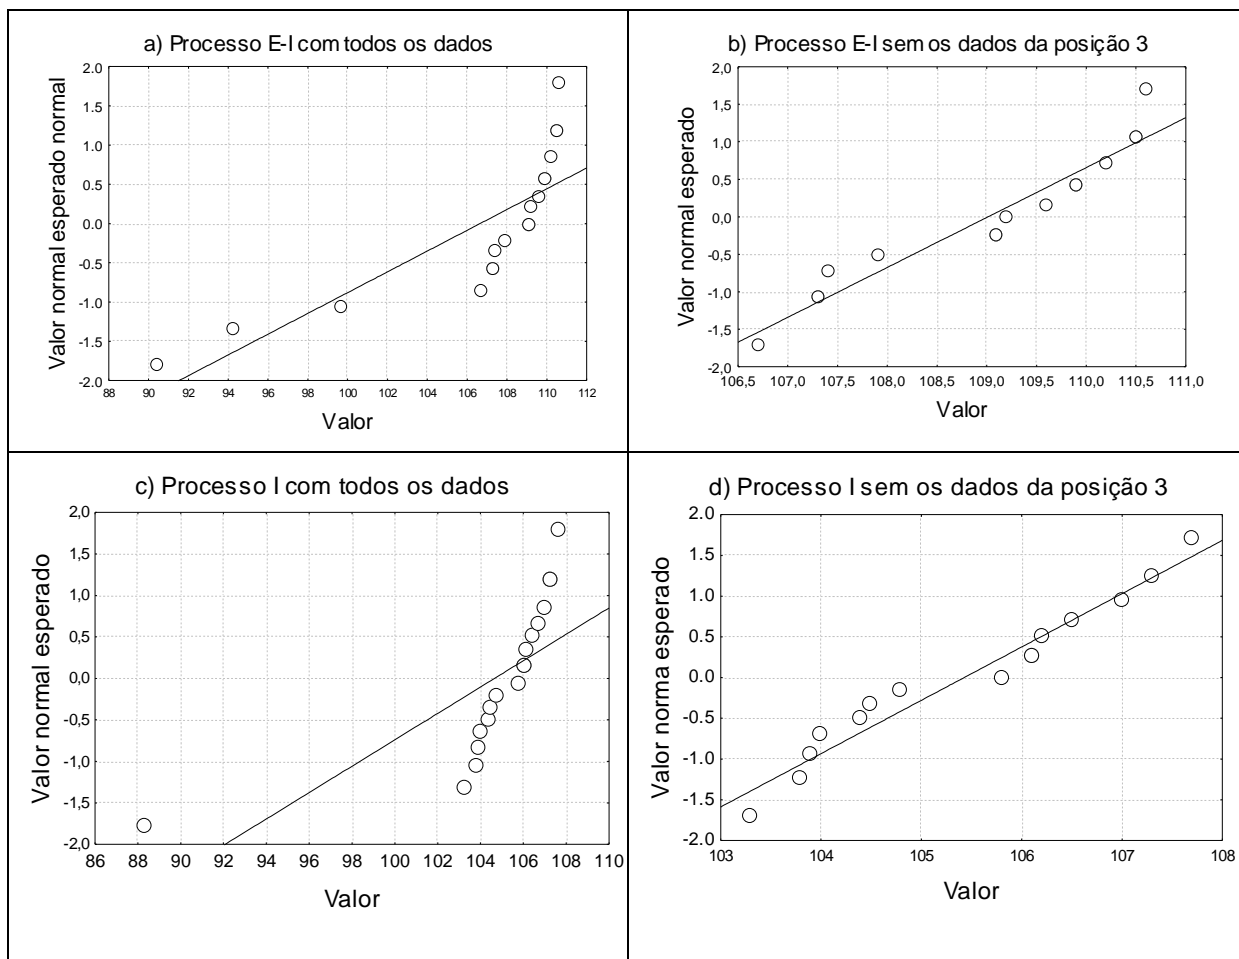 a) Processo E-I com todos os dados
Valor normal esperado normal
2.0
1.5
1.0
0.5
0.0
-0.5
-1.0
-1.5
-2.0
88 90 92 94 96 98 100 102 104 106 108 110 112
Valor
b) Processo E-I sem os dados da posição 3
Valor normal esperado
2,0
1,5
1,0
0,5
0,0
-0,5
-1,0
-1,5
-2,0
106,5 107,0 107,5 108,0 108,5 109,0 109,5 110,0 110,5 111,0
Valor
c) Processo I com todos os dados
Valor normal esperado
2,0
1,5
1,0
0,5
0,0
-0,5
-1,0
-1,5
-2,0
86 88 90 92 94 96 98 100 102 104 106 108 110
Valor
d) Processo I sem os dados da posição 3
Valor norma esperado
2.0
1.5
1.0
0.5
0.0
-0.5
-1.0
-1.5
-2.0
103 104 105 106 107 108
Valor